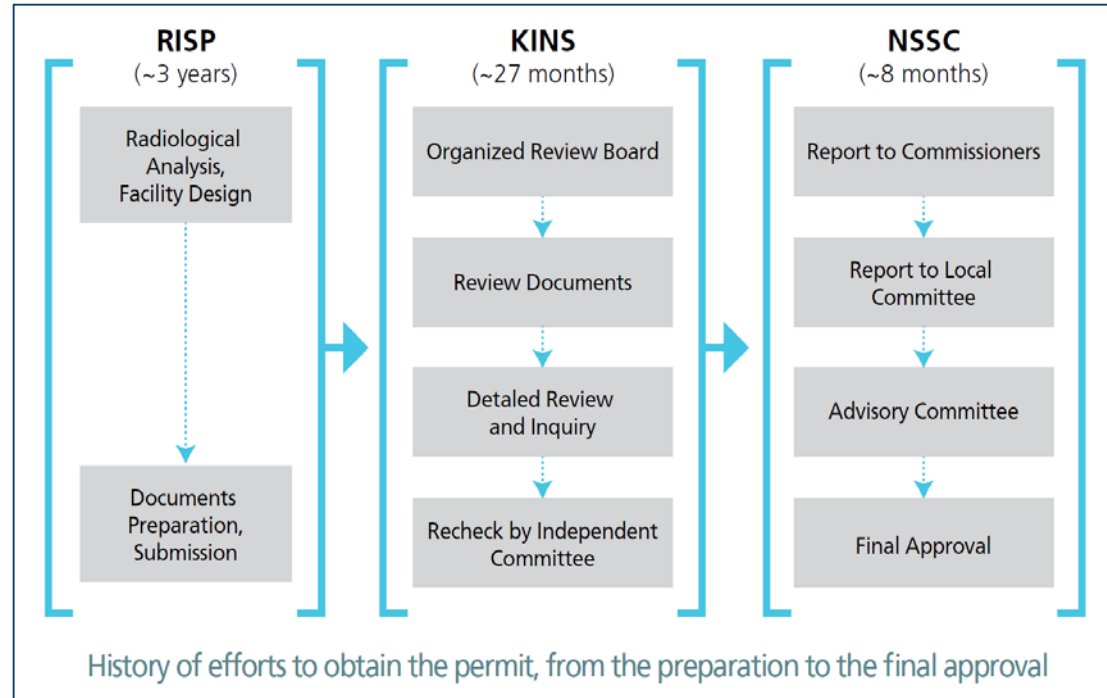 RISP
(~3 years)
Radiological
Analysis,
Facility Design
Documents
Preparation,
Submission
KINS
(~27 months)
Organized Review Board
Review Documents
Detaled Review
and Inquiry
Recheck by Independent
Committee
NSSC
(~8 months)
Report to Commissioners
Report to Local
Committee
Advisory Committee
Final Approval
History of efforts to obtain the permit, from the preparation to the final approval